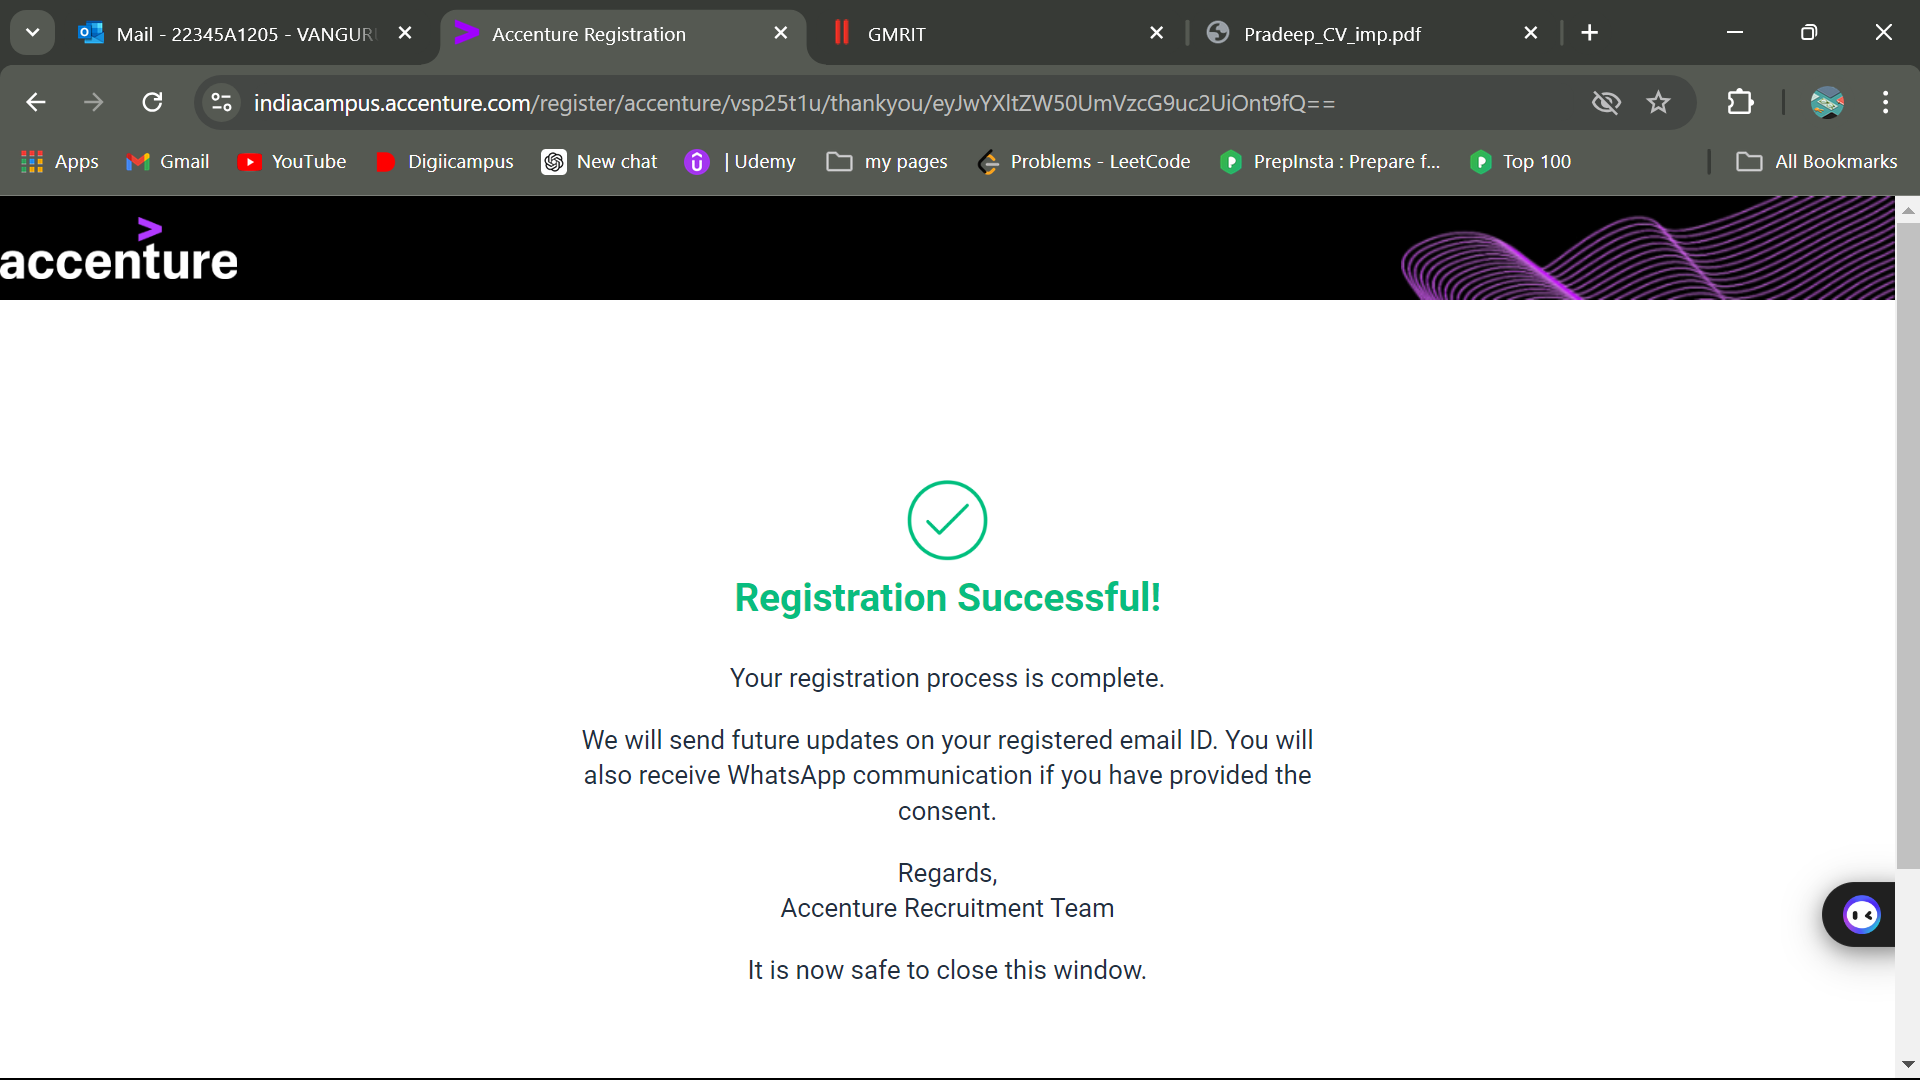 Mail - 22345A1205 - VANGUR
Accenture Registration
GMRIT
Pradeep_CV_imp.pdf
indiacampus.accenture.com/register/accenture/vsp25t1u/thankyou/eyJwYXltZW50UmVzcG9uc2UiOnt9fQ==
Apps
Gmail
YouTube
Digiicampus
New chat
| Udemy
my pages
Problems - LeetCode
PrepInsta : Prepare f...
Top 100
All Bookmarks
accenture
Registration Successful!
Your registration process is complete.
We will send future updates on your registered email ID. You will
also receive WhatsApp communication if you have provided the
consent.
Regards,
Accenture Recruitment Team
It is now safe to close this window.